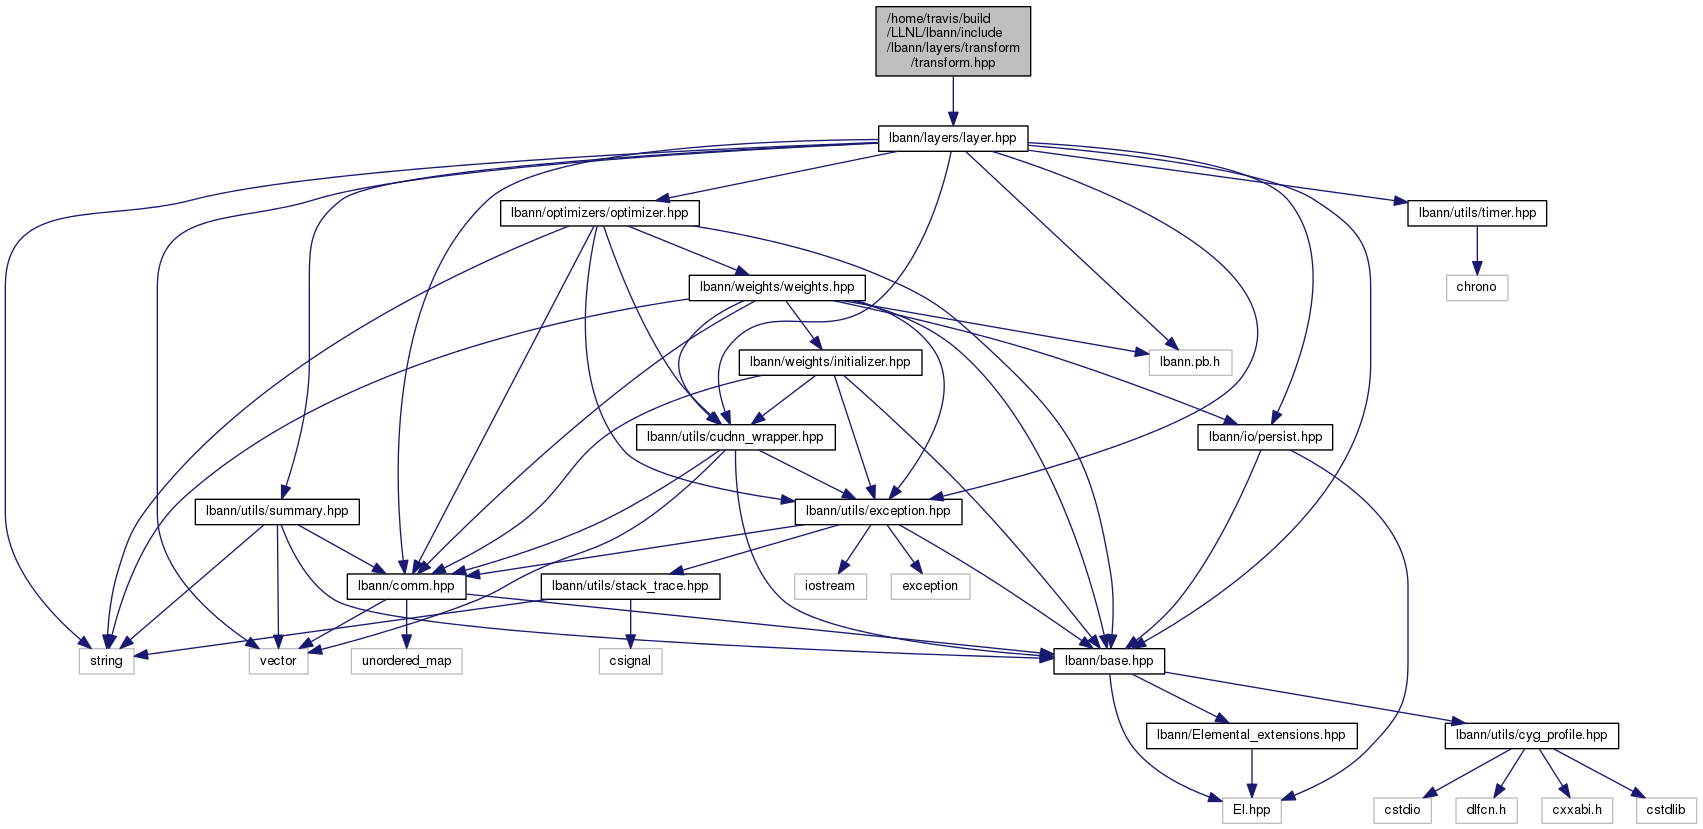 /home/travis/build
/LLNL/lbann/include
/lbann/layers/transform
/transform.hpp
lbann/layers/layer.hpp
lbann/optimizers/optimizer.hpp
lbann/utils/timer.hpp
lbann/weights/weights.hpp
chrono
lbann/weights/initializer.hpp
lbann.pb.h
lbann/utils/cudnn_wrapper.hpp
lbann/io/persist.hpp
lbann/utils/summary.hpp
lbann/utils/exception.hpp
lbann/comm.hpp
lbann/utils/stack_trace.hpp
iostream
exception
string
vector
unordered_map
csignal
lbann/base.hpp
lbann/Elemental_extensions.hpp
lbann/utils/cyg_profile.hpp
El.hpp
cstdio
dlfcn.h
cxxabi.h
cstdlib